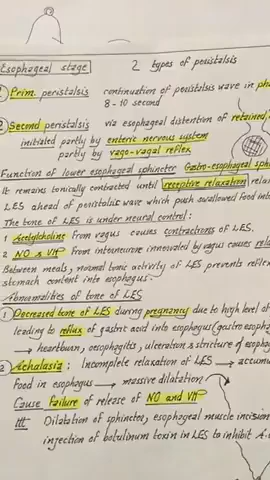 Esophageal stage 2 types of peristalsis
1 Prim. peristalsis continuation of peristalsis wave in
8-10 second
2 Second peristalsis via esophageal distention of retained
initiated partly by enteric nervous system
partly by vago-vagal reflex
Function of lower esophageal sphincter Gastro-esophageal
It remains tonically contracted until receptive relaxation
LES ahead of peristaltic wave which push swallowed food
The tone of LES is under neural control:
1 Acetylcholine from vagus causes contractions of LES.
2 NO & VIP from interneurone innovated by vagus causes
Between meals, normal tonic activity of LES prevents
stomach content into esophagus.
Abnormalities of tone of LES
1 Decreased tone of LES during pregnancy due to high level
leading to reflux of gastric acid into esophagus
→ heartburn, oesophagitis, ulceration & stricture of
2 Achalasia: Incomplete relaxation of LES →
Food in esophagus → massive dilatation
Cause failure of release of NO and VIP
III Dilatation of sphincter, esophageal muscle incision
injection of botulinum toxin in LES to inhibit